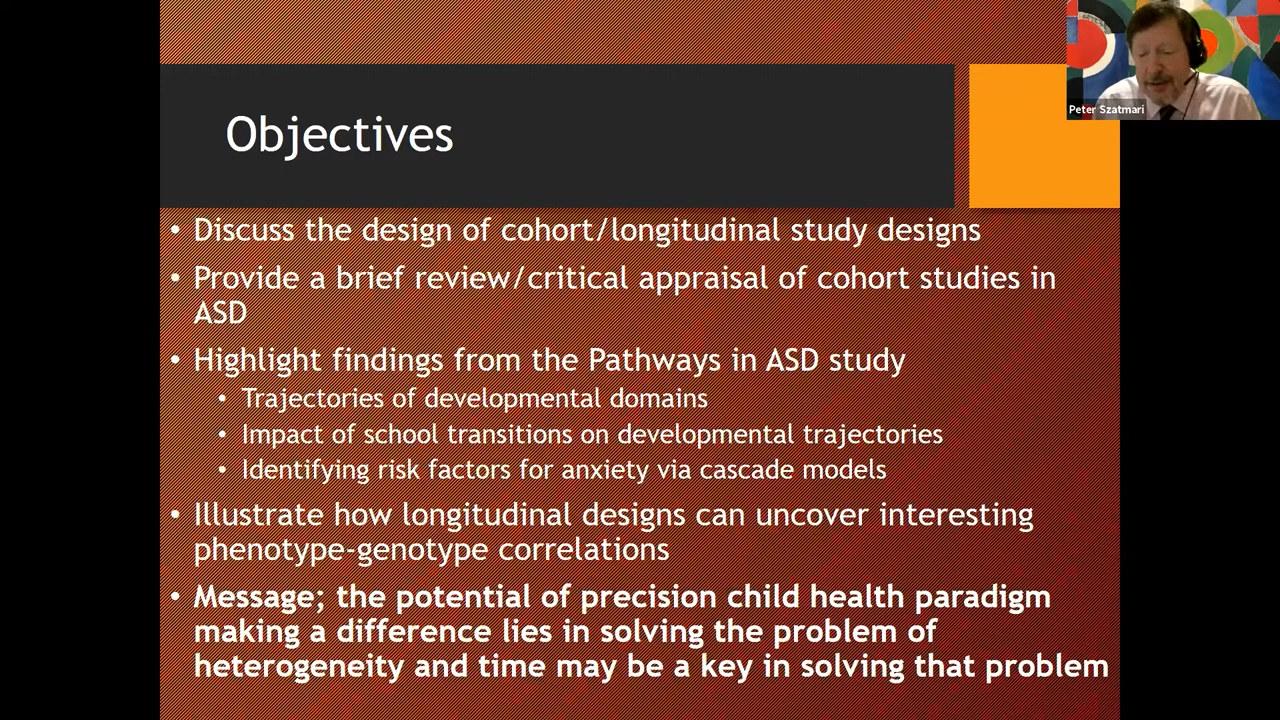 Peter Szatmari
Objectives
• Discuss the design of cohort/longitudinal study designs
• Provide a brief review/critical appraisal of cohort studies in
ASD
• Highlight findings from the Pathways in ASD study
• Trajectories of developmental domains
• Impact of school transitions on developmental trajectories
• Identifying risk factors for anxiety via cascade models
• Illustrate how longitudinal designs can uncover interesting
phenotype-genotype correlations
• Message; the potential of precision child health paradigm
making a difference lies in solving the problem of
heterogeneity and time may be a key in solving that problem